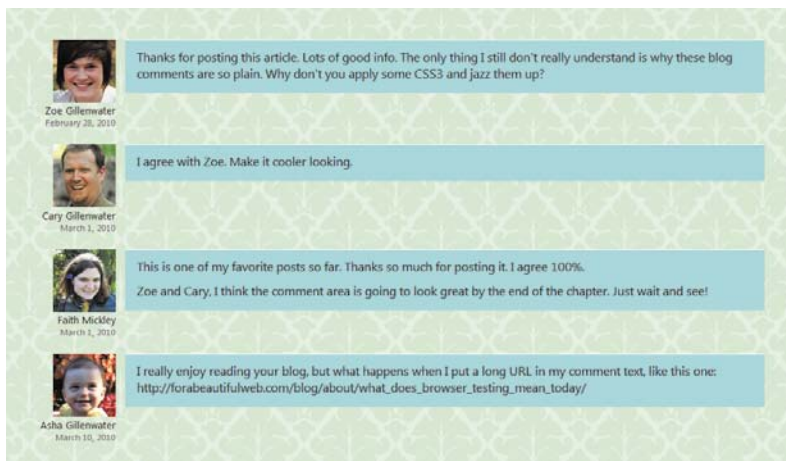 Thanks for posting this article. Lots of good info. The only thing I still don't really understand is why these blog
comments are so plain. Why don't you apply some CSS3 and jazz them up?
Zoe Gillenwater
February 28, 2010
I agree with Zoe. Make it cooler looking.
Cary Gillenwater
March 1, 2010
This is one of my favorite posts so far. Thanks so much for posting it. I agree 100%.
Zoe and Cary, I think the comment area is going to look great by the end of the chapter. Just wait and see!
Faith Mickley
March 1, 2010
I really enjoy reading your blog, but what happens when I put a long URL in my comment text, like this one:
http://forabeautifulweb.com/blog/about/what_does_browser_testing_mean_today/
Asha Gillenwater
March 10, 2010